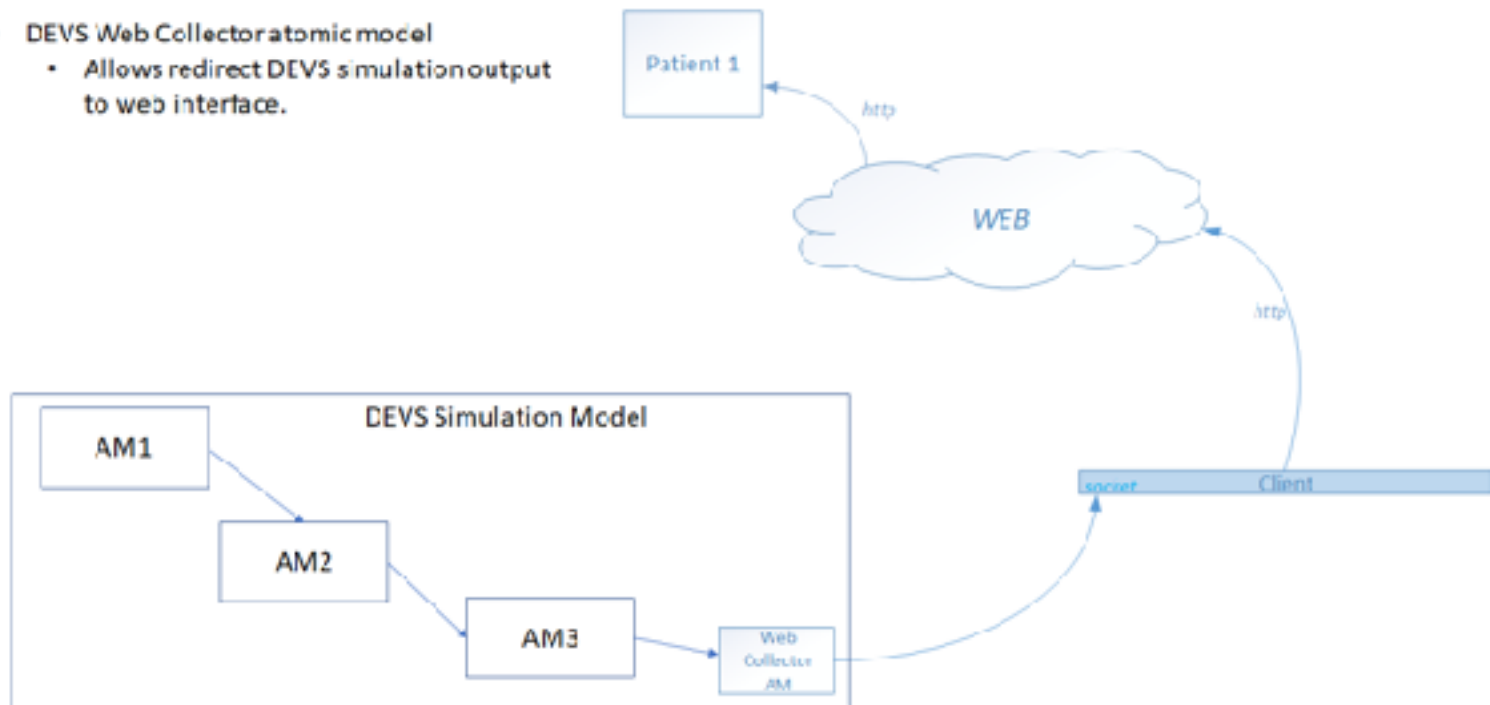 DEVS Web Collector atomic model
• Allows redirect DEVS simulation output
to web interface.
Patient 1
http
WEB
http
DEVS Simulation Model
AM1
socket
Client
AM2
AM3
Web
Collector
AM